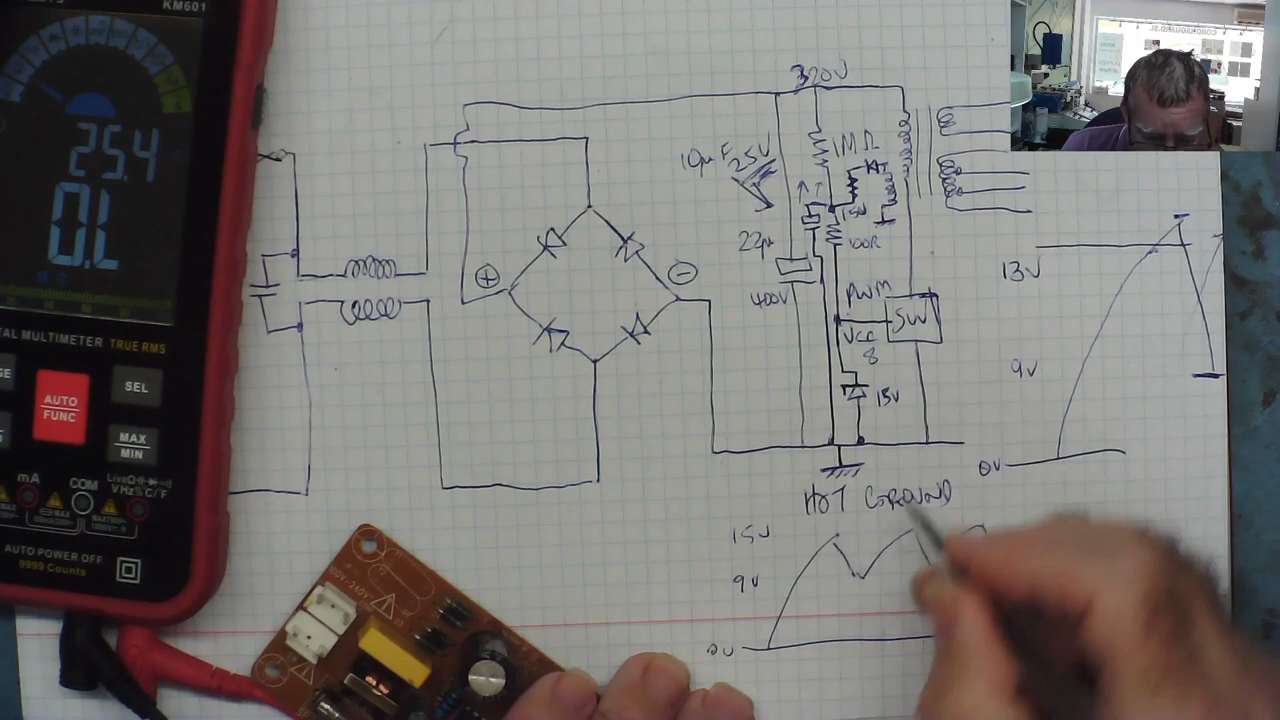 KM601
25.4
0.L
TAL MULTIMETER TRUE RMS
AUTO
FUNC
SEL
MAX
MIN
mA
COM
AUTO POWER OFF
9999 Counts
320V
10µF 25V
1MΩ
100R
22µ
400V
PWM
SW
VCC
8
15V
HOT GROUND
13V
9V
0V
15V
9V
0V